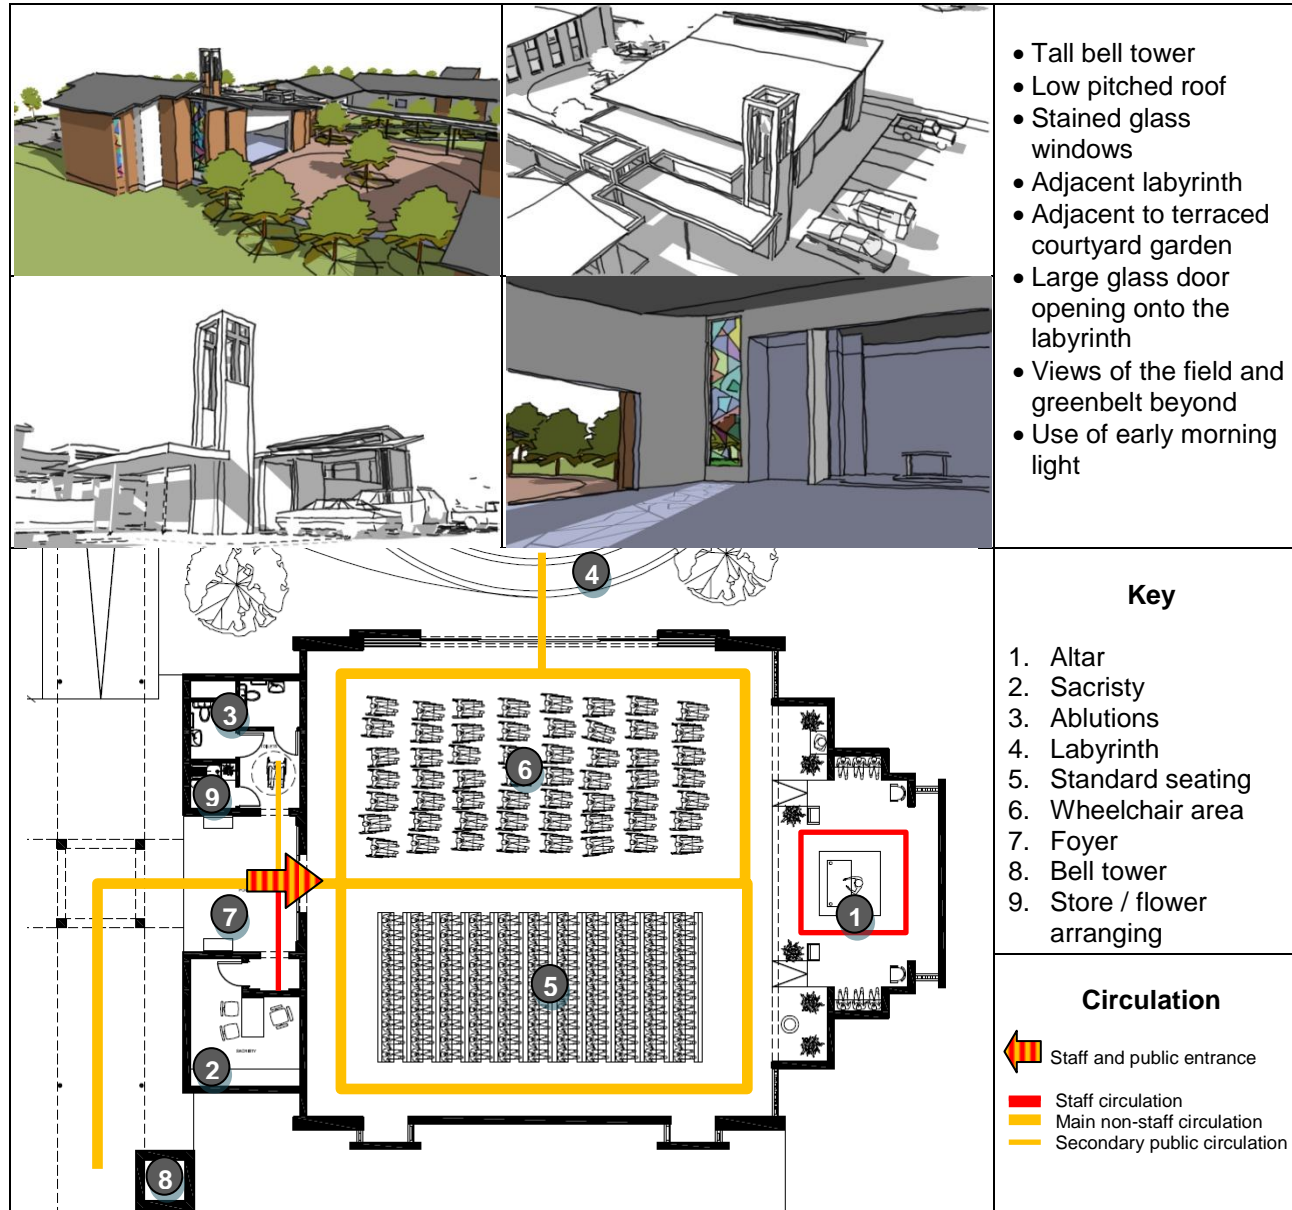 • Tall bell tower
• Low pitched roof
• Stained glass
windows
• Adjacent labyrinth
• Adjacent to terraced
courtyard garden
• Large glass door
opening onto the
labyrinth
• Views of the field and
greenbelt beyond
• Use of early morning
light
4
3
6
9
7
1
5
SACRISTY
2
8
Key
1. Altar
2. Sacristy
3. Ablutions
4. Labyrinth
5. Standard seating
6. Wheelchair area
7. Foyer
8. Bell tower
9. Store / flower
arranging
Circulation
Staff and public entrance
Staff circulation
Main non-staff circulation
Secondary public circulation